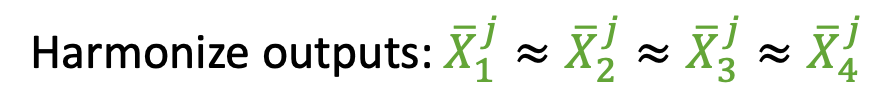 Harmonize outputs: X̄₁ʲ ≈ X̄₂ʲ ≈ X̄₃ʲ ≈ X̄₄ʲ